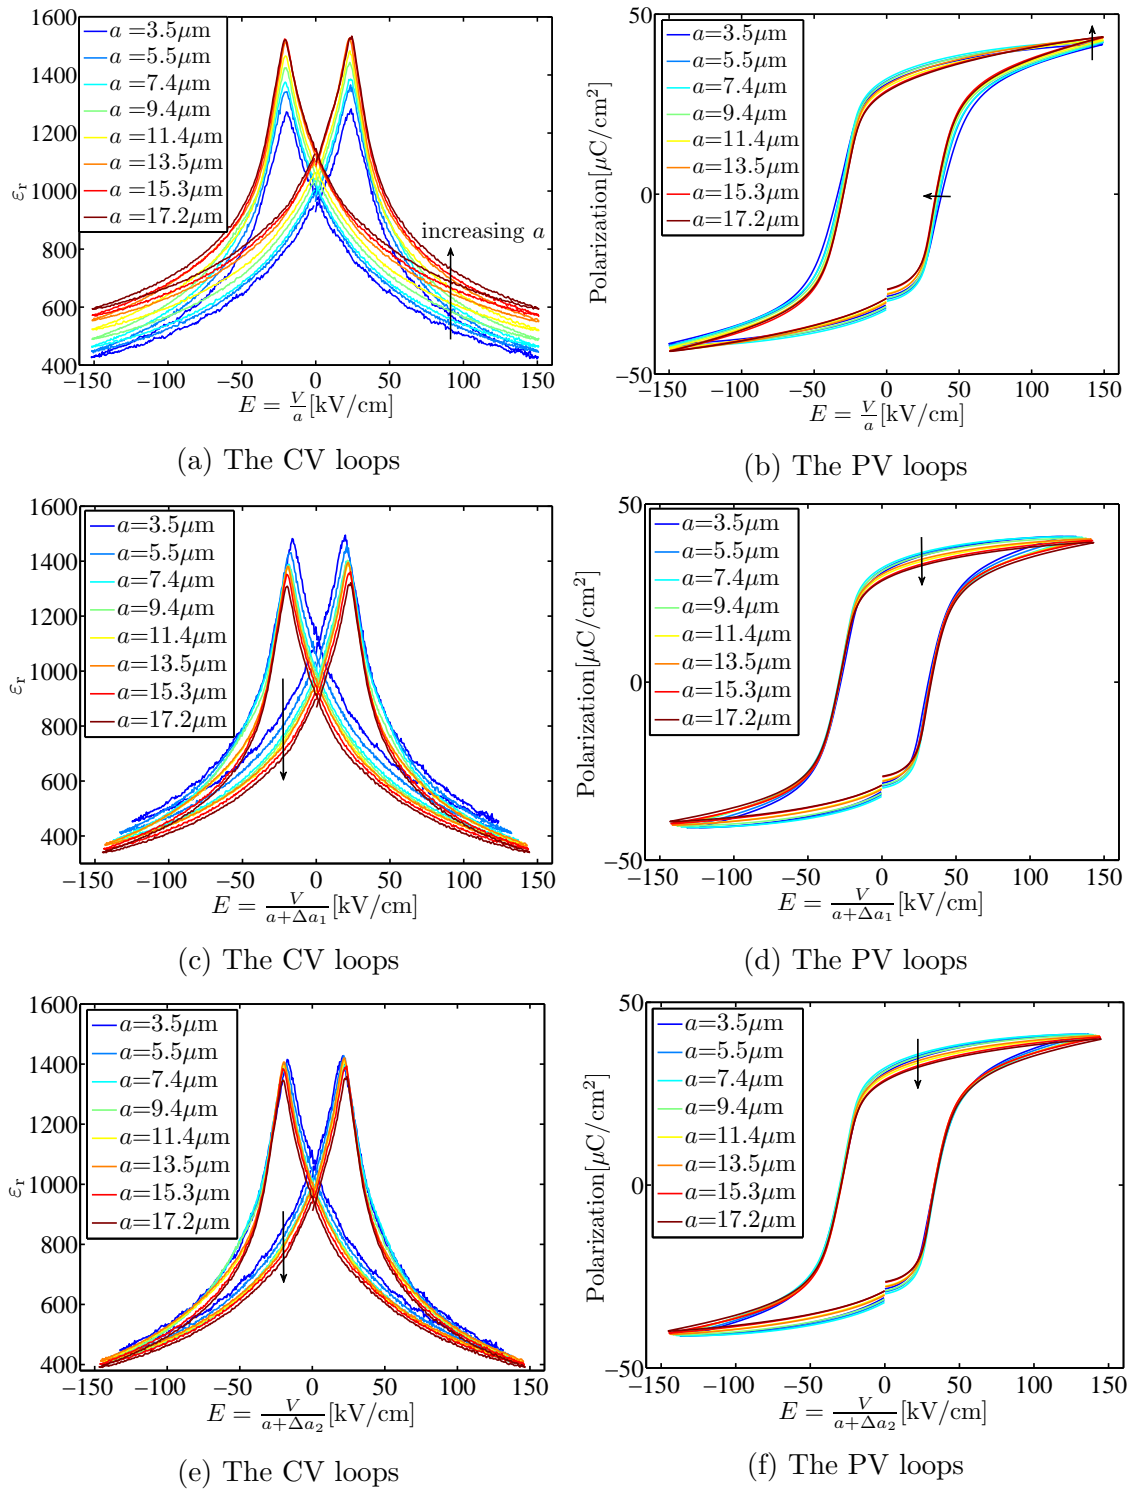 1600
1400
1200
1000
800
600
400
εr
a = 3.5μm
a = 5.5μm
a = 7.4μm
a = 9.4μm
a = 11.4μm
a = 13.5μm
a = 15.3μm
a = 17.2μm
increasing a
−150 −100 −50 0 50 100 150
E = V/a [kV/cm]
(a) The CV loops
50
0
−50
Polarization[μC/cm²]
a=3.5μm
a=5.5μm
a=7.4μm
a=9.4μm
a=11.4μm
a=13.5μm
a=15.3μm
a=17.2μm
−150 −100 −50 0 50 100 150
E = V/a [kV/cm]
(b) The PV loops
1600
1400
1200
1000
800
600
400
εr
a=3.5μm
a=5.5μm
a=7.4μm
a=9.4μm
a=11.4μm
a=13.5μm
a=15.3μm
a=17.2μm
−150 −100 −50 0 50 100 150
E = V/(a+Δa1) [kV/cm]
(c) The CV loops
50
0
−50
Polarization[μC/cm²]
a=3.5μm
a=5.5μm
a=7.4μm
a=9.4μm
a=11.4μm
a=13.5μm
a=15.3μm
a=17.2μm
−150 −100 −50 0 50 100 150
E = V/(a+Δa1) [kV/cm]
(d) The PV loops
1600
1400
1200
1000
800
600
400
εr
a=3.5μm
a=5.5μm
a=7.4μm
a=9.4μm
a=11.4μm
a=13.5μm
a=15.3μm
a=17.2μm
−150 −100 −50 0 50 100 150
E = V/(a+Δa2) [kV/cm]
(e) The CV loops
50
0
−50
Polarization[μC/cm²]
a=3.5μm
a=5.5μm
a=7.4μm
a=9.4μm
a=11.4μm
a=13.5μm
a=15.3μm
a=17.2μm
−150 −100 −50 0 50 100 150
E = V/(a+Δa2) [kV/cm]
(f) The PV loops